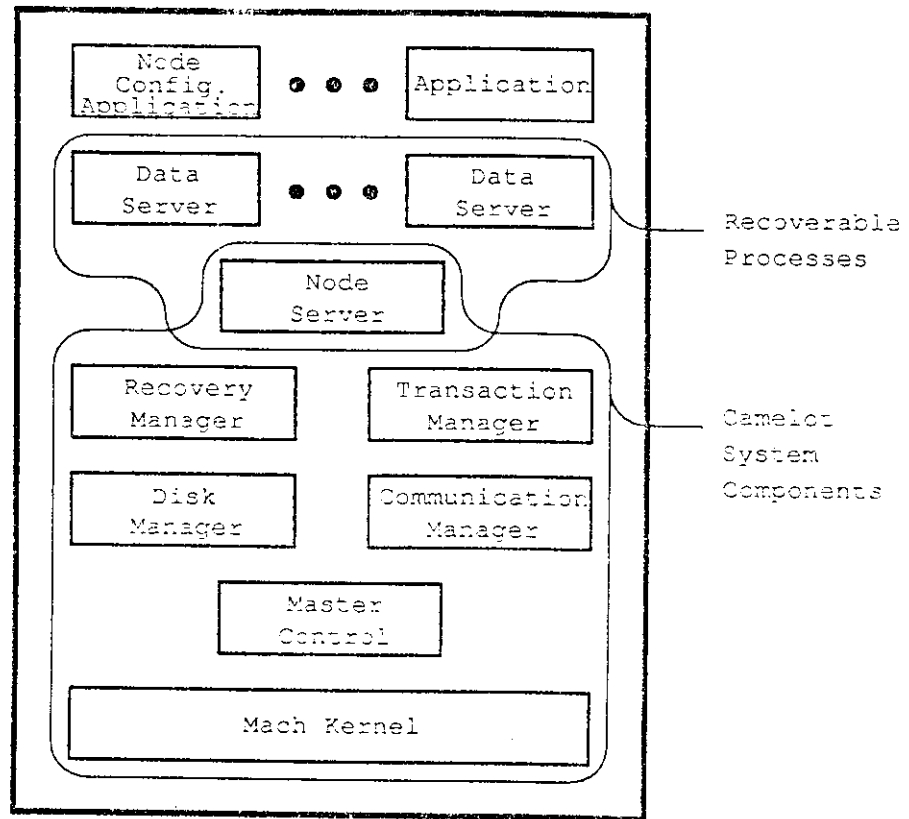 Node
Config.
Application
Application
Data
Server
Data
Server
Recoverable
Processes
Node
Server
Recovery
Manager
Transaction
Manager
Camelot
System
Components
Disk
Manager
Communication
Manager
Master
Control
Mach Kernel